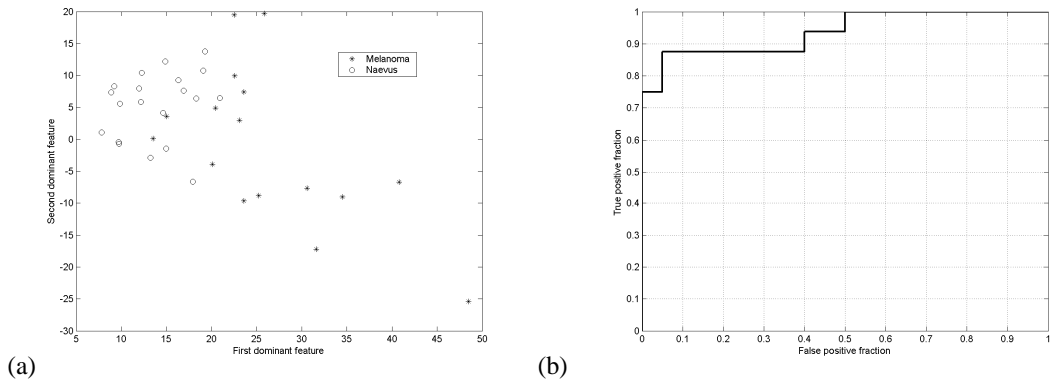 20
15
10
5
0
-5
-10
-15
-20
-25
-30
5 10 15 20 25 30 35 40 45 50
Second dominant feature
First dominant feature
Melanoma
Naevus
(a)
1
0.9
0.8
0.7
0.6
0.5
0.4
0.3
0.2
0.1
0
0 0.1 0.2 0.3 0.4 0.5 0.6 0.7 0.8 0.9 1
True positive fraction
False positive fraction
(b)